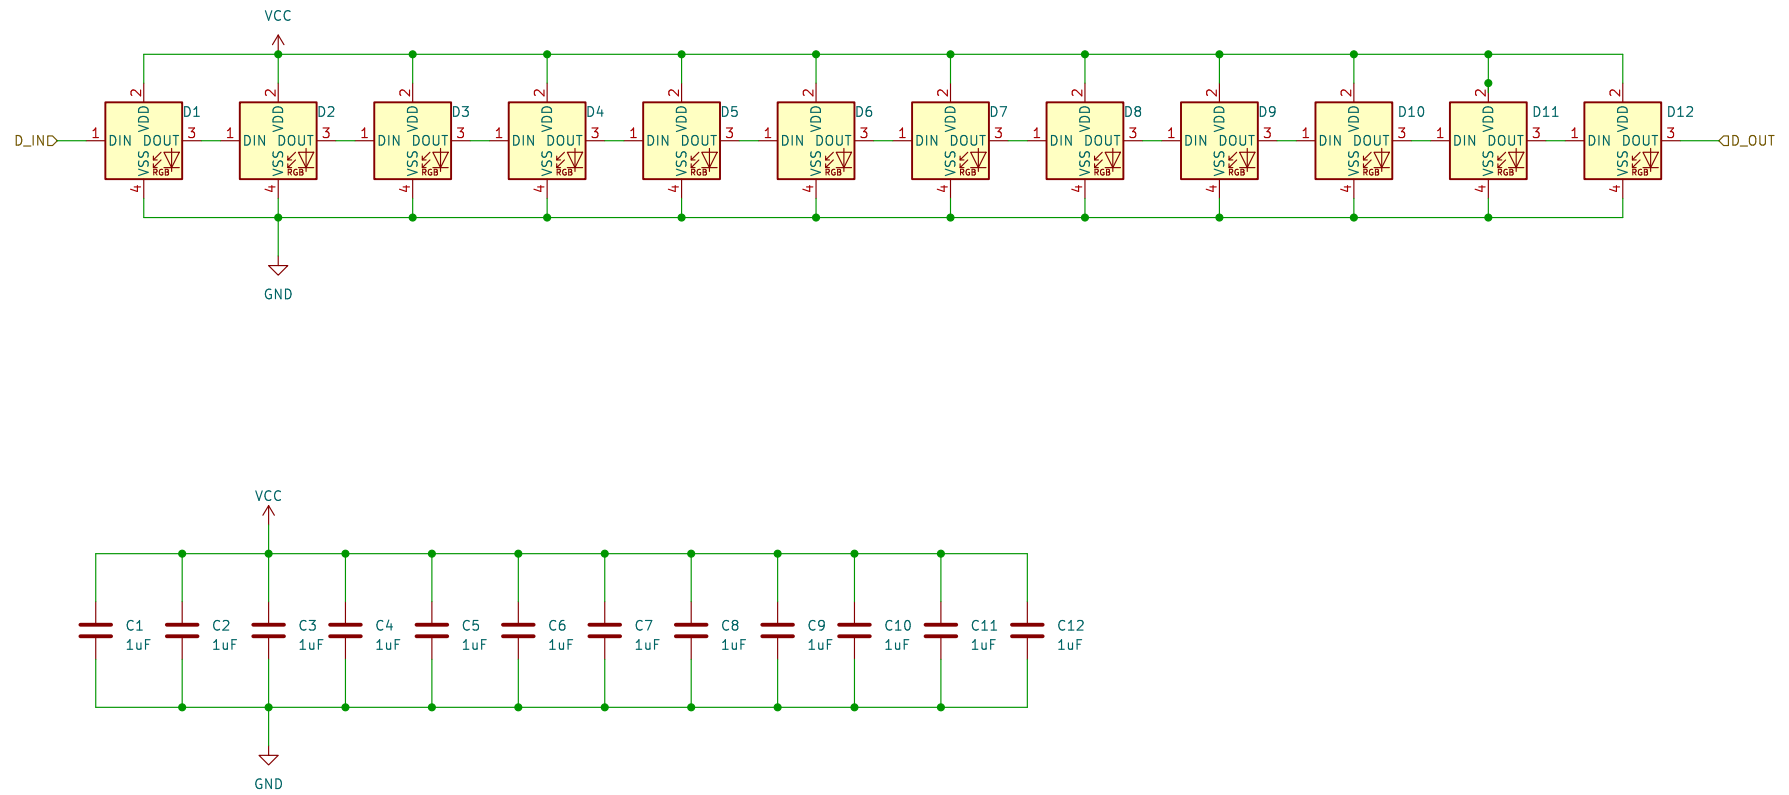 VCC
2 2 2 2 2 2 2 2 2 2 2 2
D1 D2 D3 D4 D5 D6 D7 D8 D9 D10 D11 D12
VDD VDD VDD VDD VDD VDD VDD VDD VDD VDD VDD VDD
D_IN 1 DIN DOUT 3 1 DIN DOUT 3 1 DIN DOUT 3 1 DIN DOUT 3 1 DIN DOUT 3 1 DIN DOUT 3 1 DIN DOUT 3 1 DIN DOUT 3 1 DIN DOUT 3 1 DIN DOUT 3 1 DIN DOUT 3 1 DIN DOUT 3 D_OUT
VSS RGB VSS RGB VSS RGB VSS RGB VSS RGB VSS RGB VSS RGB VSS RGB VSS RGB VSS RGB VSS RGB VSS RGB
4 4 4 4 4 4 4 4 4 4 4 4
GND
VCC
C1 C2 C3 C4 C5 C6 C7 C8 C9 C10 C11 C12
1uF 1uF 1uF 1uF 1uF 1uF 1uF 1uF 1uF 1uF 1uF 1uF
GND